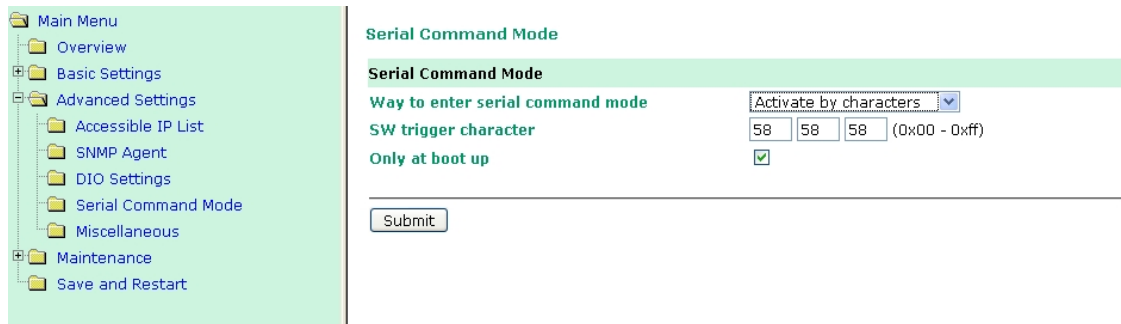 Main Menu
Overview
Basic Settings
Advanced Settings
Accessible IP List
SNMP Agent
DIO Settings
Serial Command Mode
Miscellaneous
Maintenance
Save and Restart
Serial Command Mode
Serial Command Mode
Way to enter serial command mode Activate by characters
SW trigger character 58 58 58 (0x00 - 0xff)
Only at boot up
Submit